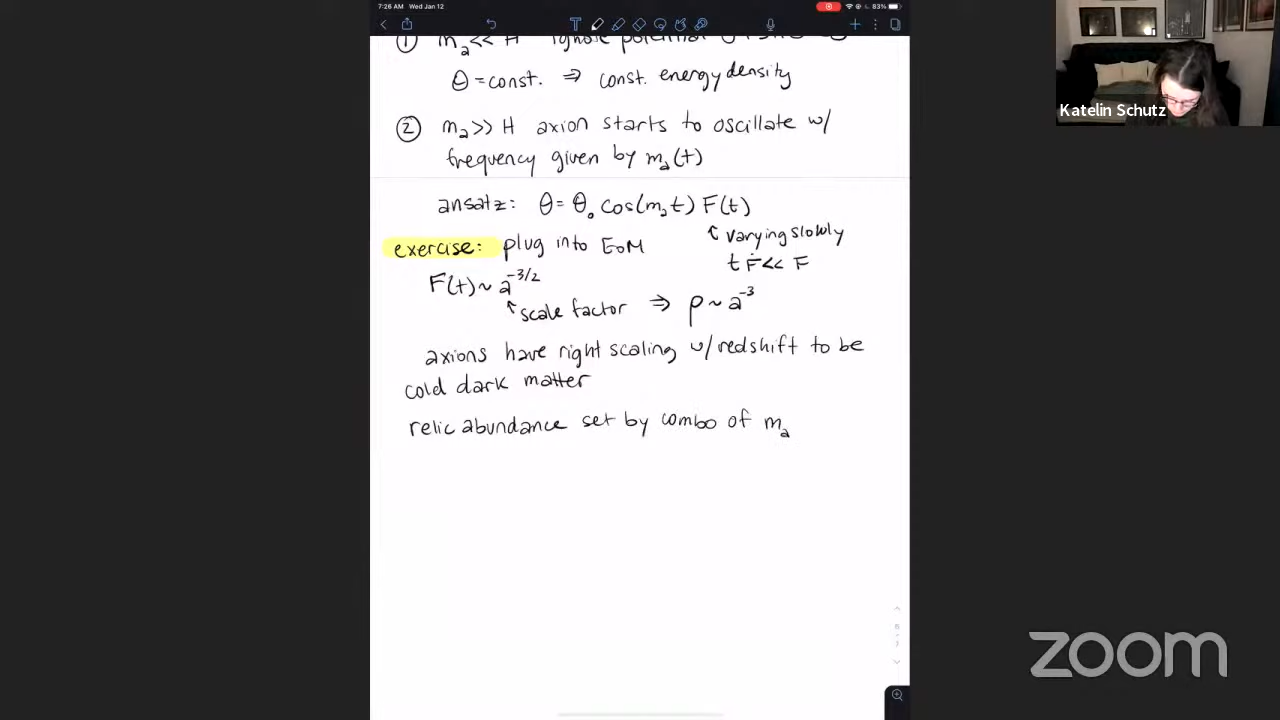 7:26 AM Wed Jan 12
83%
① m_a << H ignore potential
θ = const. ⇒ const. energy density
② m_a >> H axion starts to oscillate w/
frequency given by m_a(t)
ansatz: θ = θ_0 cos(m_a t) F(t)
↑ varying slowly
t Ḟ << F
exercise: plug into EoM
F(t) ~ a^{-3/2}
↑ scale factor ⇒ ρ ~ a^{-3}
axions have right scaling w/ redshift to be
cold dark matter
relic abundance set by combo of m_a
Katelin Schutz
zoom